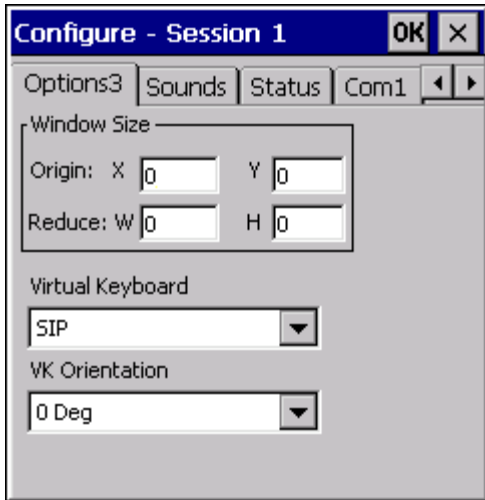 Configure - Session 1 OK ×
Options3 Sounds Status Com1
Window Size
Origin: X 0 Y 0
Reduce: W 0 H 0
Virtual Keyboard
SIP
VK Orientation
0 Deg